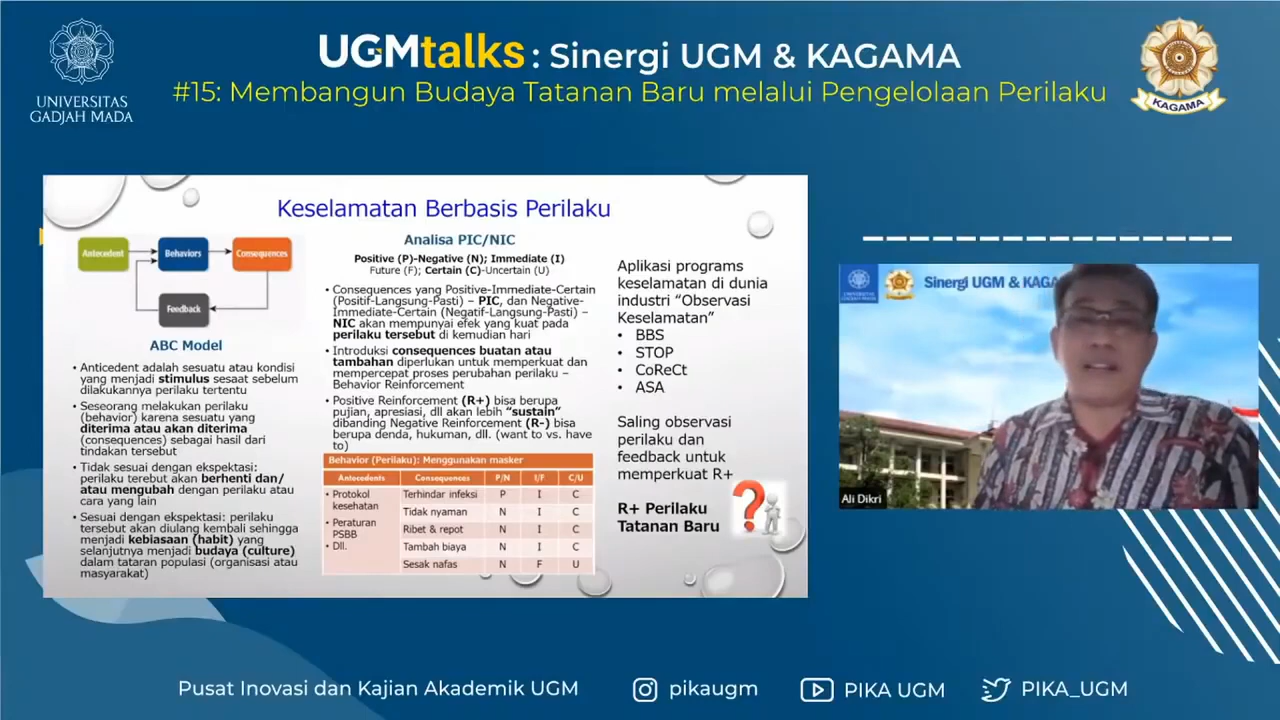 UNIVERSITAS
GADJAH MADA
UGMtalks : Sinergi UGM & KAGAMA
#15: Membangun Budaya Tatanan Baru melalui Pengelolaan Perilaku
KAGAMA
Keselamatan Berbasis Perilaku
Antecedent
Behaviors
Consequences
Feedback
ABC Model
• Anticedent adalah sesuatu atau kondisi
yang menjadi stimulus sesaat sebelum
dilakukannya perilaku tertentu
• Seseorang melakukan perilaku
(behavior) karena sesuatu yang
diterima atau akan diterima
(consequences) sebagai hasil dari
tindakan tersebut
• Tidak sesuai dengan ekspektasi:
perilaku terebut akan berhenti dan/
atau mengubah dengan perilaku atau
cara yang lain
• Sesuai dengan ekspektasi: perilaku
tersebut akan diulang kembali sehingga
menjadi kebiasaan (habit) yang
selanjutnya menjadi budaya (culture)
dalam tataran populasi (organisasi atau
masyarakat)
Analisa PIC/NIC
Positive (P)-Negative (N); Immediate (I)
Future (F); Certain (C)-Uncertain (U)
• Consequences yang Positive-Immediate-Certain
(Positif-Langsung-Pasti) – PIC, dan Negative-
Immediate-Certain (Negatif-Langsung-Pasti) –
NIC akan mempunyai efek yang kuat pada
perilaku tersebut di kemudian hari
• Introduksi consequences buatan atau
tambahan diperlukan untuk memperkuat dan
mempercepat proses perubahan perilaku –
Behavior Reinforcement
• Positive Reinforcement (R+) bisa berupa
pujian, apresiasi, dll akan lebih “sustain”
dibanding Negative Reinforcement (R-) bisa
berupa denda, hukuman, dll. (want to vs. have
to)
Behavior (Perilaku): Menggunakan masker
Antecedents Consequences P/N I/F C/U
• Protokol
kesehatan
• Peraturan
PSBB
• Dll.
Terhindar infeksi P I C
Tidak nyaman N I C
Ribet & repot N I C
Tambah biaya N I C
Sesak nafas N F U
Aplikasi programs
keselamatan di dunia
industri “Observasi
Keselamatan”
• BBS
• STOP
• CoReCt
• ASA
Saling observasi
perilaku dan
feedback untuk
memperkuat R+
R+ Perilaku
Tatanan Baru
?
Sinergi UGM & KAGA
Ali Dikri
Pusat Inovasi dan Kajian Akademik UGM
pikaugm
PIKA UGM
PIKA_UGM